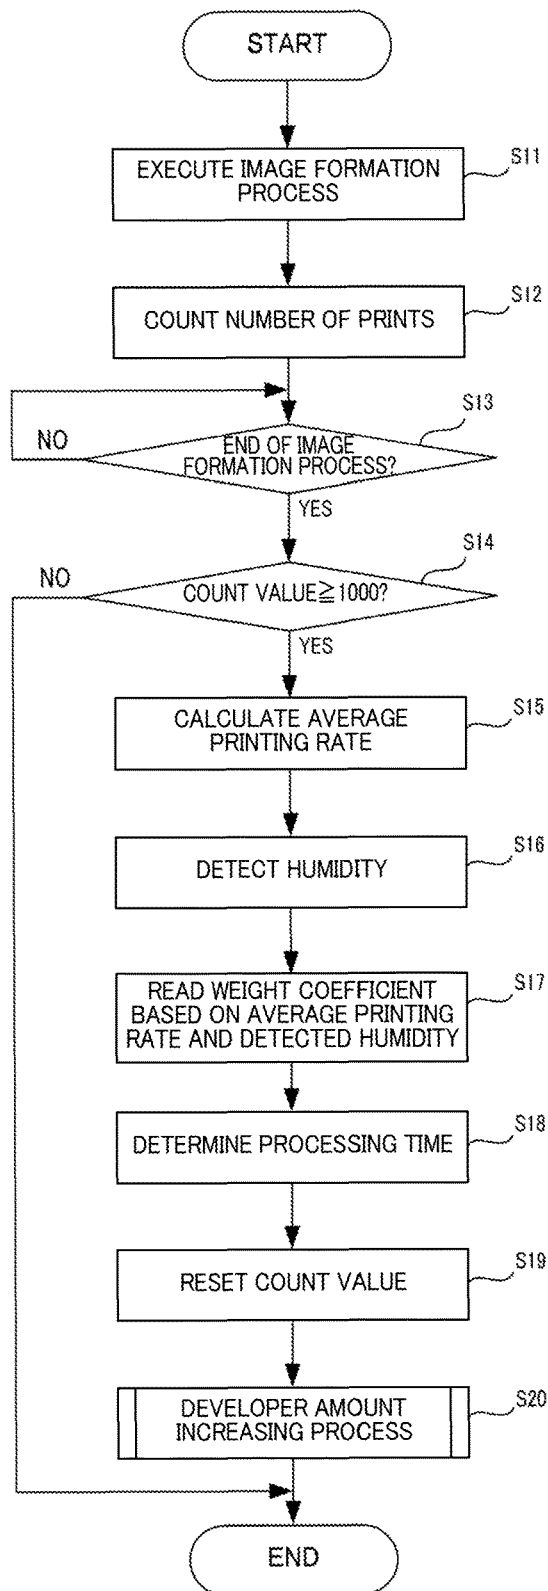 START
S11
EXECUTE IMAGE FORMATION
PROCESS
S12
COUNT NUMBER OF PRINTS
S13
NO
END OF IMAGE
FORMATION PROCESS?
YES
S14
NO
COUNT VALUE≧1000?
YES
S15
CALCULATE AVERAGE
PRINTING RATE
S16
DETECT HUMIDITY
S17
READ WEIGHT COEFFICIENT
BASED ON AVERAGE PRINTING
RATE AND DETECTED HUMIDITY
S18
DETERMINE PROCESSING TIME
S19
RESET COUNT VALUE
S20
DEVELOPER AMOUNT
INCREASING PROCESS
END